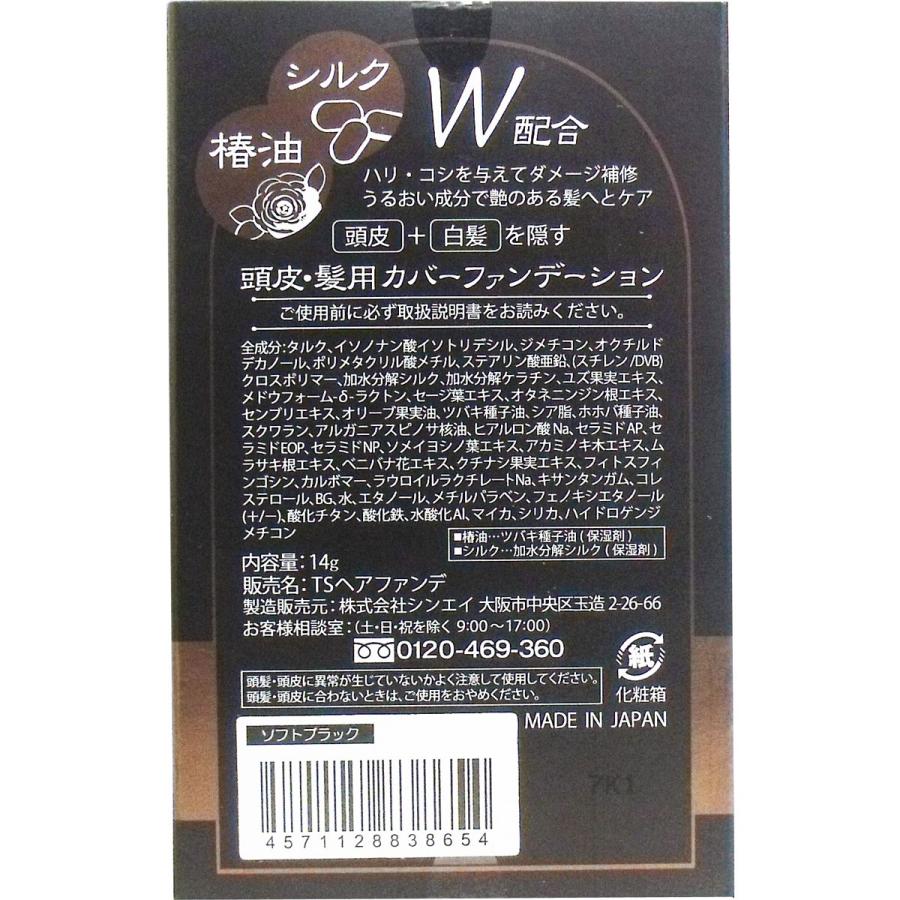 シルク
椿油
W配合
ハリ・コシを与えてダメージ補修
うるおい成分で艶のある髪へとケア
頭皮+白髪を隠す
頭皮・髪用カバーファンデーション
ご使用前に必ず取扱説明書をお読みください。
全成分:タルク、イソノナン酸イソトリデシル、ジメチコン、オクチルド
デカノール、ポリメタクリル酸メチル、ステアリン酸亜鉛、(スチレン/DVB)
クロスポリマー、加水分解シルク、加水分解ケラチン、ユズ果実エキス、
メドウフォーム-δ-ラクトン、セージ葉エキス、オタネニンジン根エキス、
センブリエキス、オリーブ果実油、ツバキ種子油、シア脂、ホホバ種子油、
スクワラン、アルガニアスピノサ核油、ヒアルロン酸Na、セラミドAP、セ
ラミドEOP、セラミドNP、ソメイヨシノ葉エキス、アカミノキ木エキス、ム
ラサキ根エキス、ベニバナ花エキス、クチナシ果実エキス、フィトスフィ
ンゴシン、カルボマー、ラウロイルラクチレートNa、キサンタンガム、コレ
ステロール、BG、水、エタノール、メチルパラベン、フェノキシエタノール
(+/−)、酸化チタン、酸化鉄、水酸化Al、マイカ、シリカ、ハイドロゲンジ
メチコン
■椿油…ツバキ種子油(保湿剤)
■シルク…加水分解シルク(保湿剤)
内容量:14g
販売名:TSヘアファンデ
製造販売元:株式会社シンエイ 大阪市中央区玉造2-26-66
お客様相談室:(土・日・祝を除く 9:00〜17:00)
0120-469-360
頭髪・頭皮に異常が生じていないかよく注意して使用してください。
頭髪・頭皮に合わないときは、ご使用をおやめください。
紙
化粧箱
MADE IN JAPAN
ソフトブラック
7K1
4571128838654